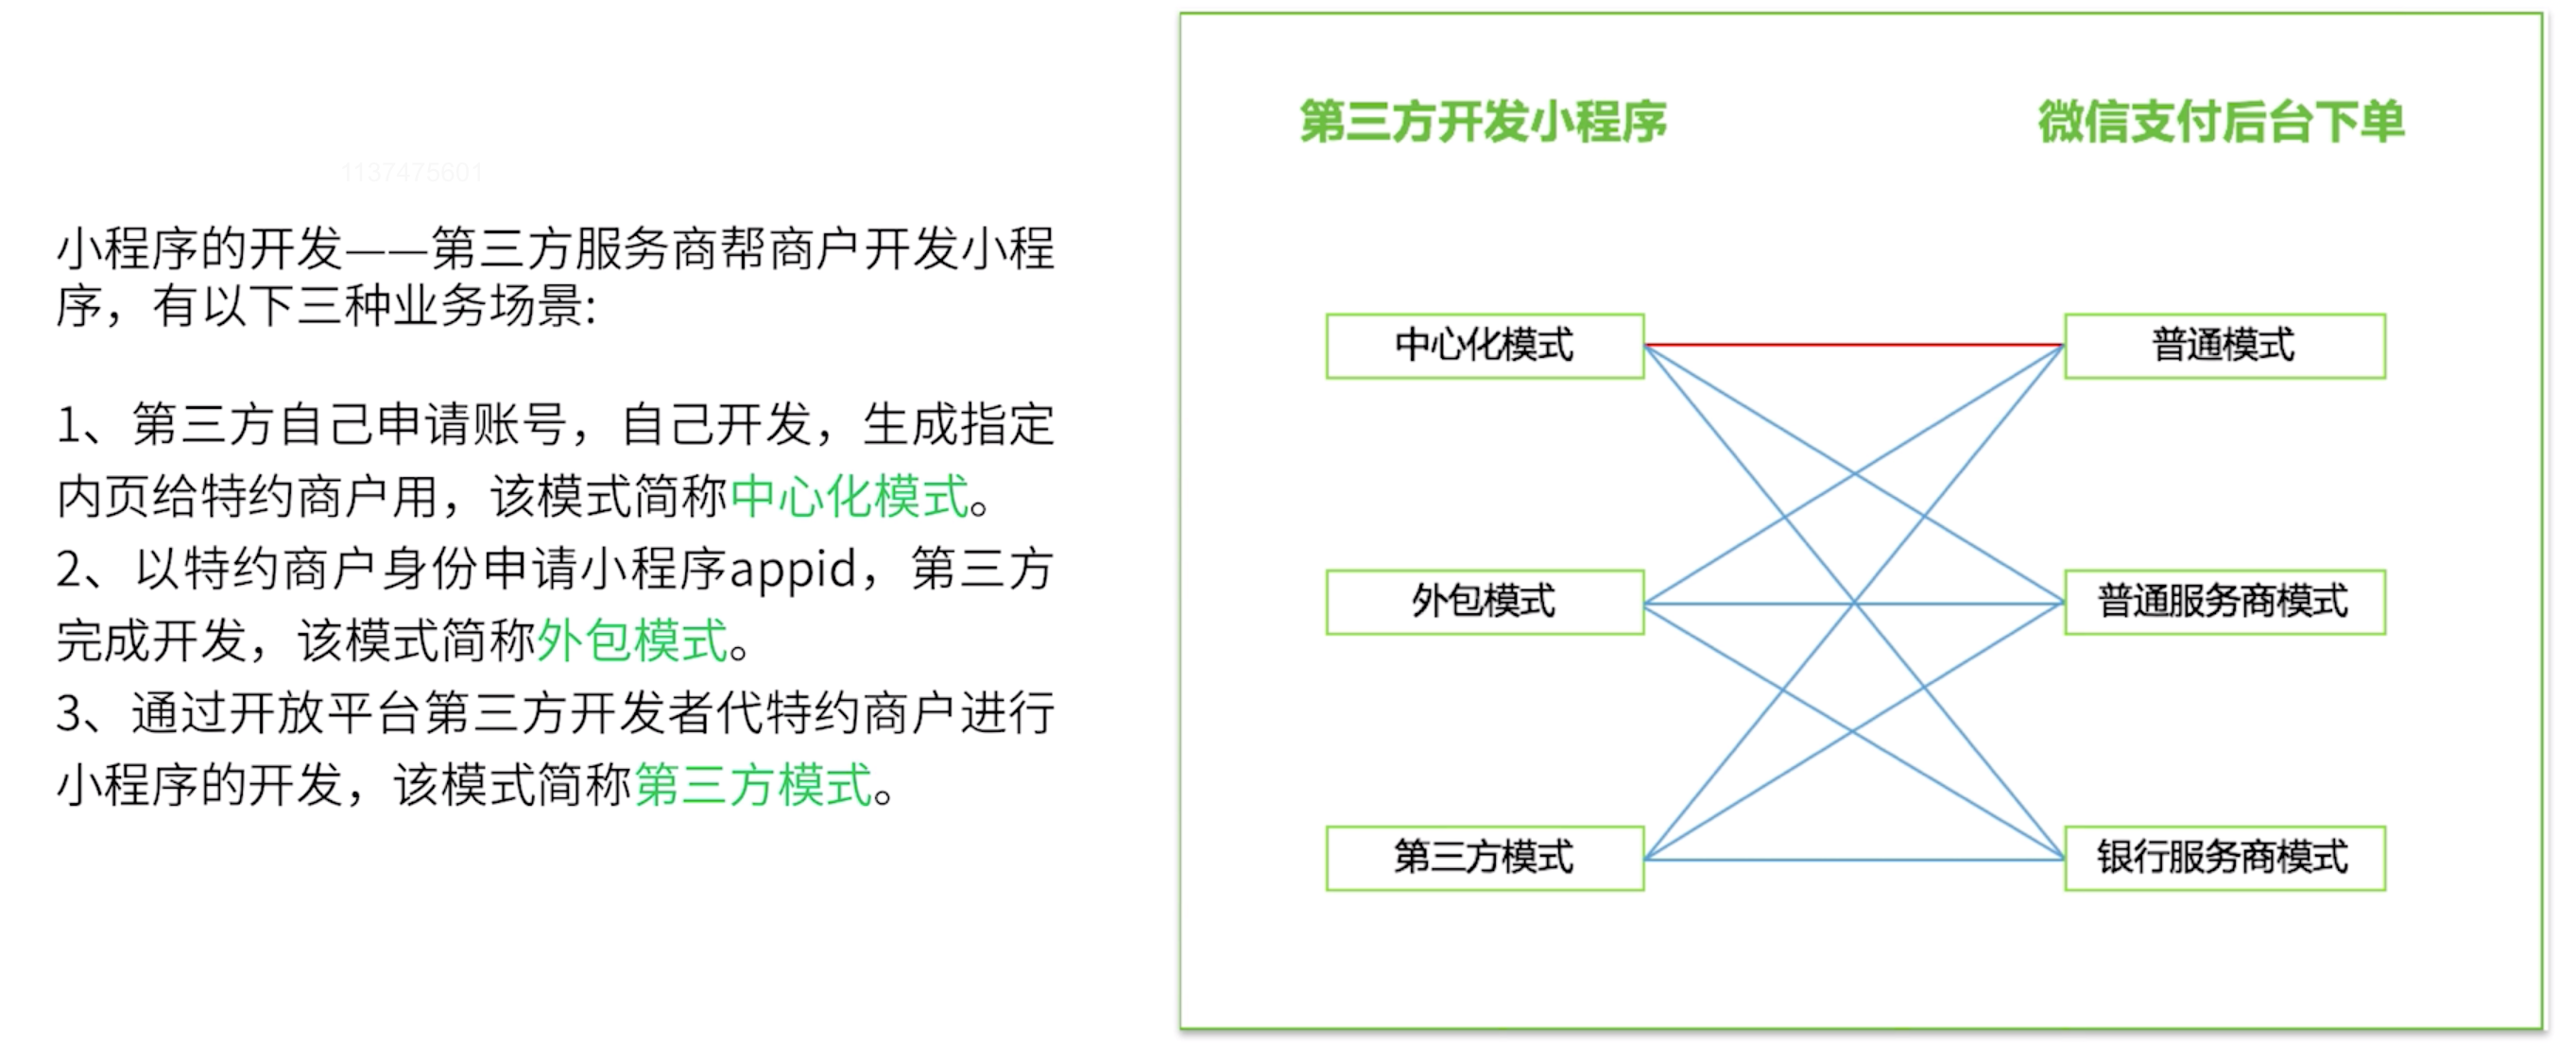 1137475601
小程序的开发——第三方服务商帮商户开发小程
序，有以下三种业务场景:
1、第三方自己申请账号，自己开发，生成指定
内页给特约商户用，该模式简称中心化模式。
2、以特约商户身份申请小程序appid，第三方
完成开发，该模式简称外包模式。
3、通过开放平台第三方开发者代特约商户进行
小程序的开发，该模式简称第三方模式。
第三方开发小程序
微信支付后台下单
中心化模式
普通模式
外包模式
普通服务商模式
第三方模式
银行服务商模式